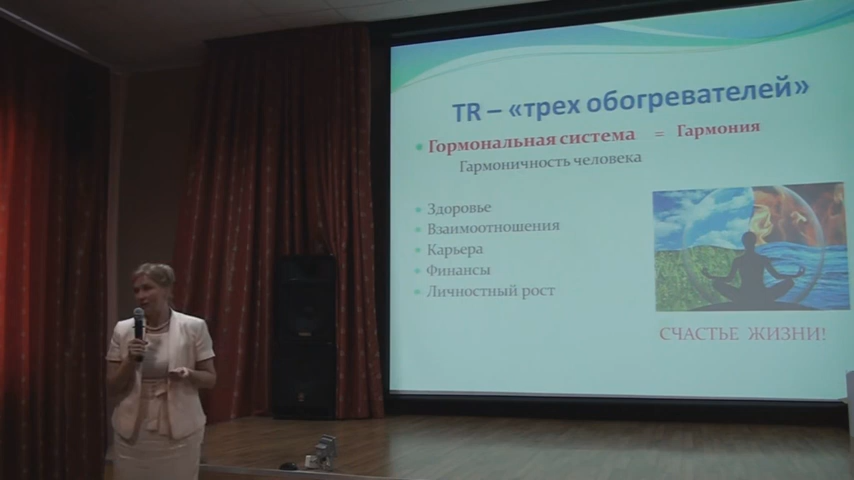 TR – «трех обогревателей»
Гормональная система = Гармония
Гармоничность человека
Здоровье
Взаимоотношения
Карьера
Финансы
Личностный рост
СЧАСТЬЕ ЖИЗНИ!